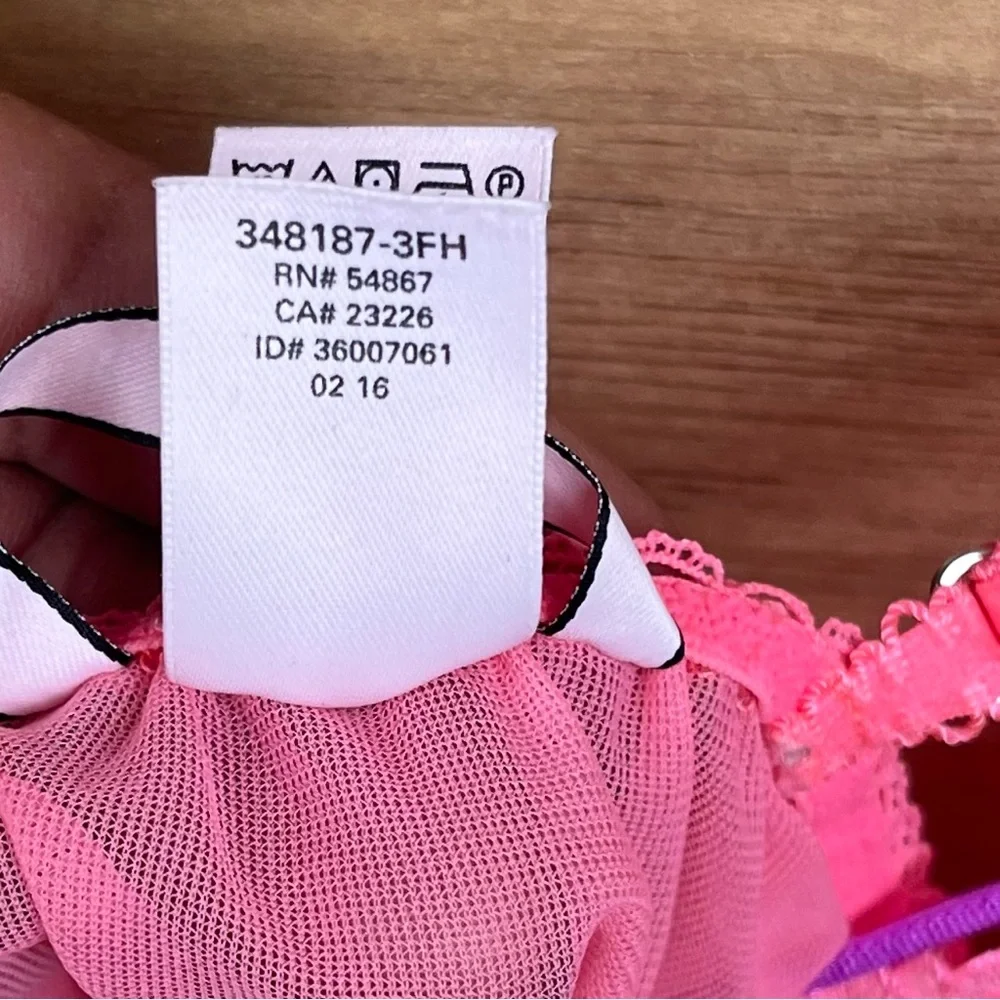 P
348187-3FH
RN# 54867
CA# 23226
ID# 36007061
02 16